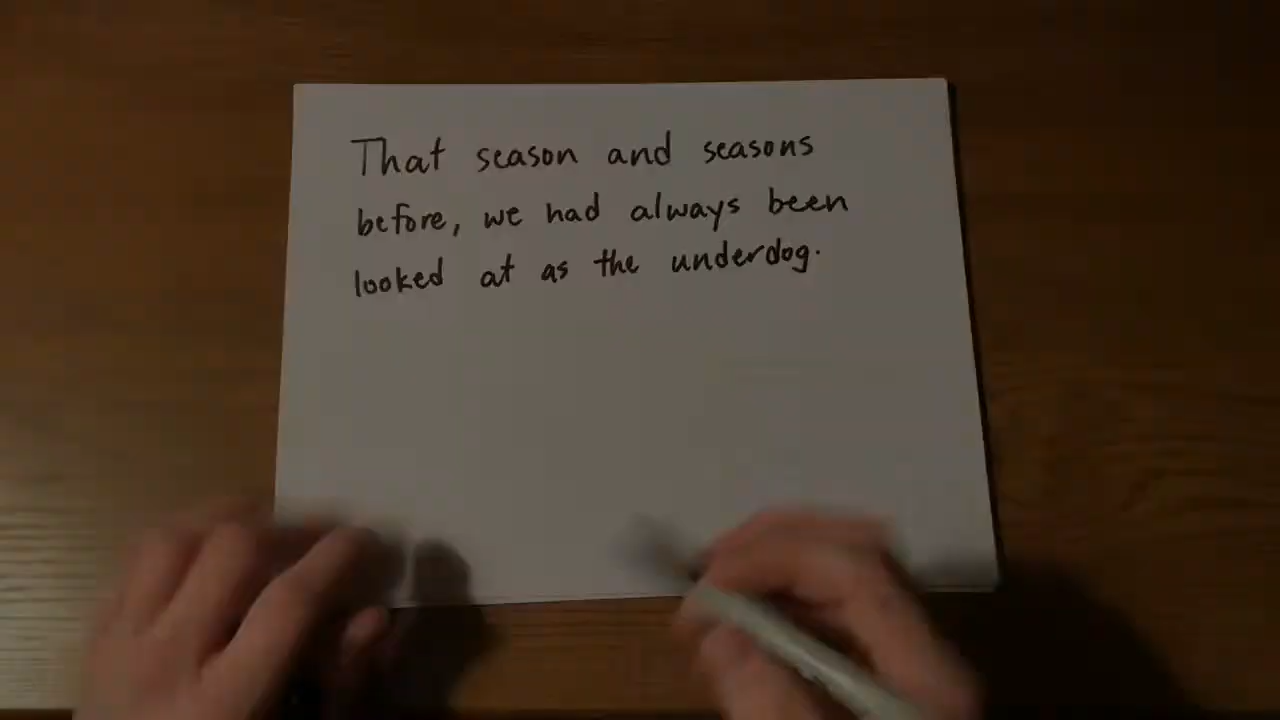 That season and seasons
before, we had always been
looked at as the underdog.